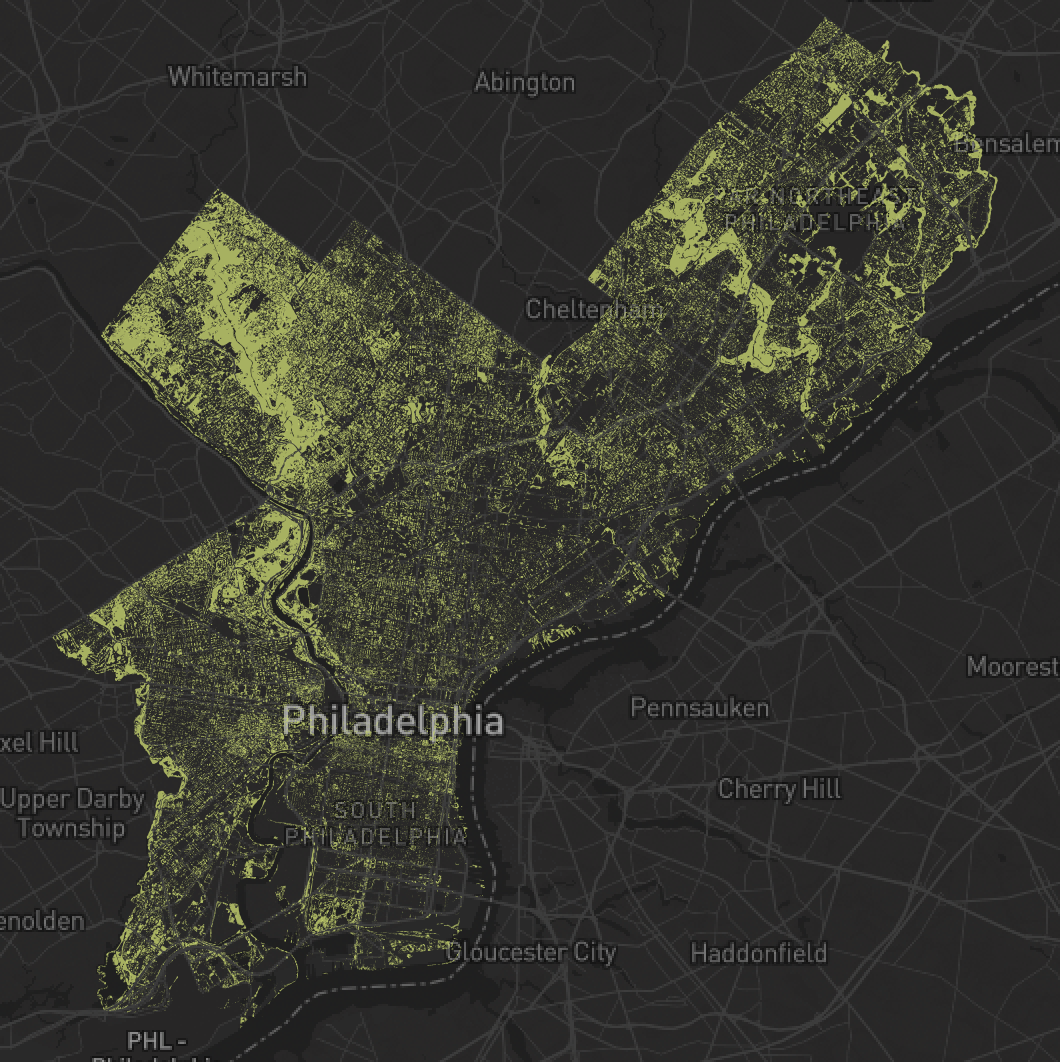 Whitemarsh
Abington
Bensalem
NORTHEAST
PHILADELPHIA
Cheltenham
Moorest
Philadelphia
Pennsauken
xel Hill
Cherry Hill
Upper Darby
Township
SOUTH
PHILADELPHIA
enolden
Gloucester City
Haddonfield
PHL -
Philadelphi